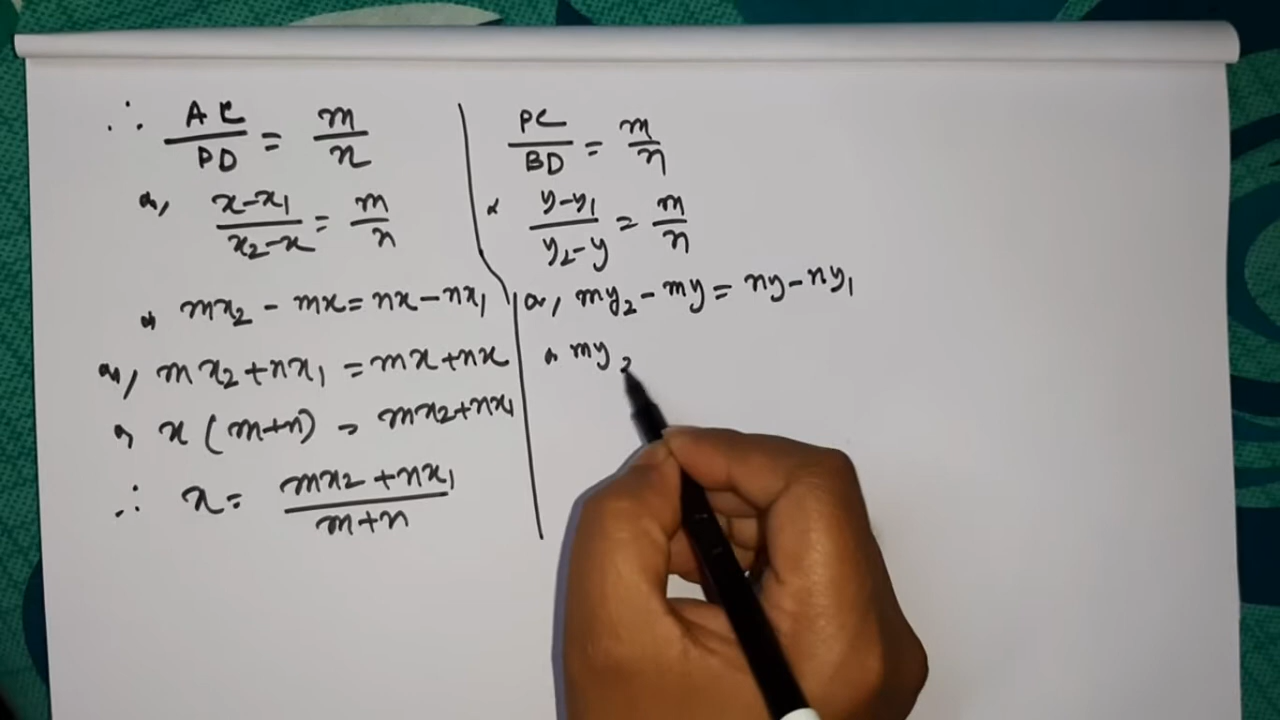 ∴ AC/PD = m/n
or, x-x₁/x₂-x = m/n
or mx₂ - mx = nx - nx₁
or, mx₂ + nx₁ = mx + nx
or x (m+n) = mx₂ + nx₁
∴ x = mx₂ + nx₁/m+n
PC/BD = m/n
or y-y₁/y₂-y = m/n
or, my₂ - my = ny - ny₁
or my₂